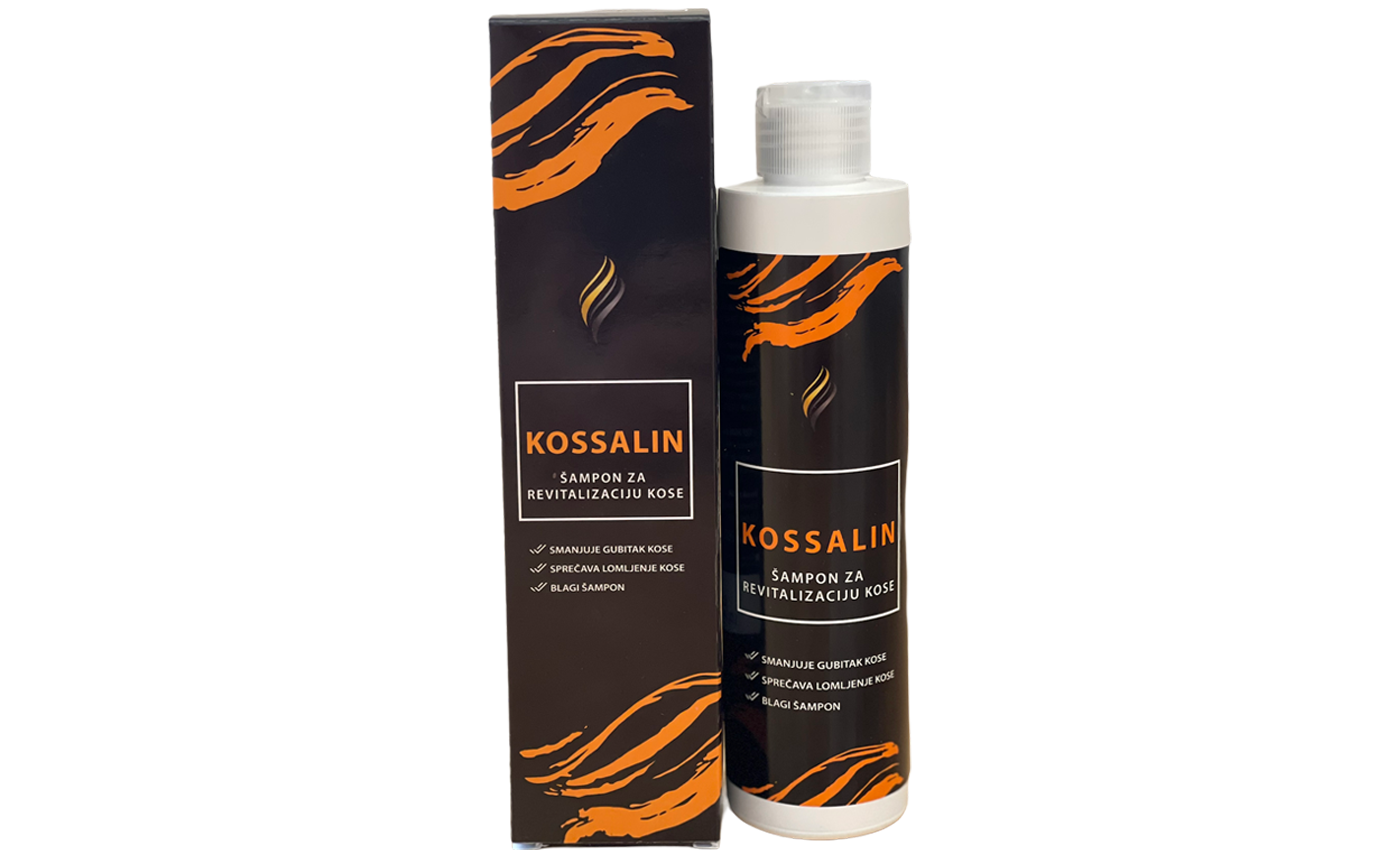 KOSSALIN
ŠAMPON ZA
REVITALIZACIJU KOSE
SMANJUJE GUBITAK KOSE
SPREČAVA LOMLJENJE KOSE
BLAGI ŠAMPON
KOSSALIN
ŠAMPON ZA
REVITALIZACIJU KOSE
SMANJUJE GUBITAK KOSE
SPREČAVA LOMLJENJE KOSE
BLAGI ŠAMPON